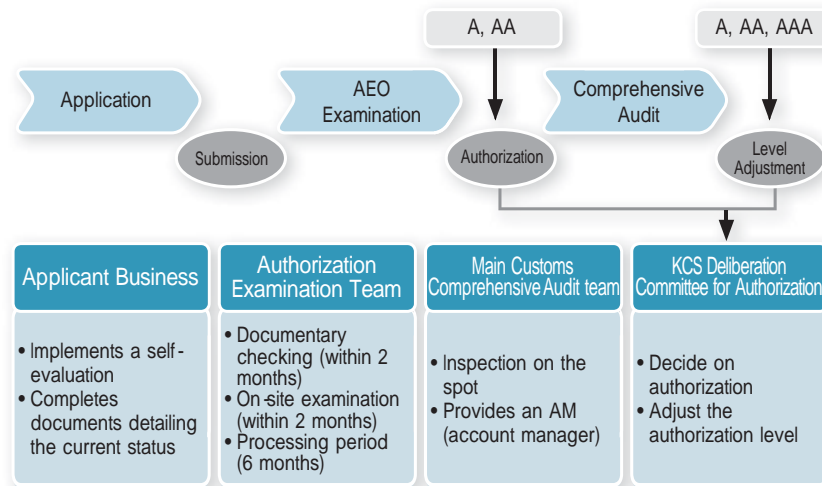 A, AA
A, AA, AAA
Application
AEO
Examination
Comprehensive
Audit
Submission
Authorization
Level
Adjustment
Applicant Business
• Implements a self-
evaluation
• Completes
documents detailing
the current status
Authorization
Examination Team
• Documentary
checking (within 2
months)
• On-site examination
(within 2 months)
• Processing period
(6 months)
Main Customs
Comprehensive Audit team
• Inspection on the
spot
• Provides an AM
(account manager)
KCS Deliberation
Committee for Authorization
• Decide on
authorization
• Adjust the
authorization level